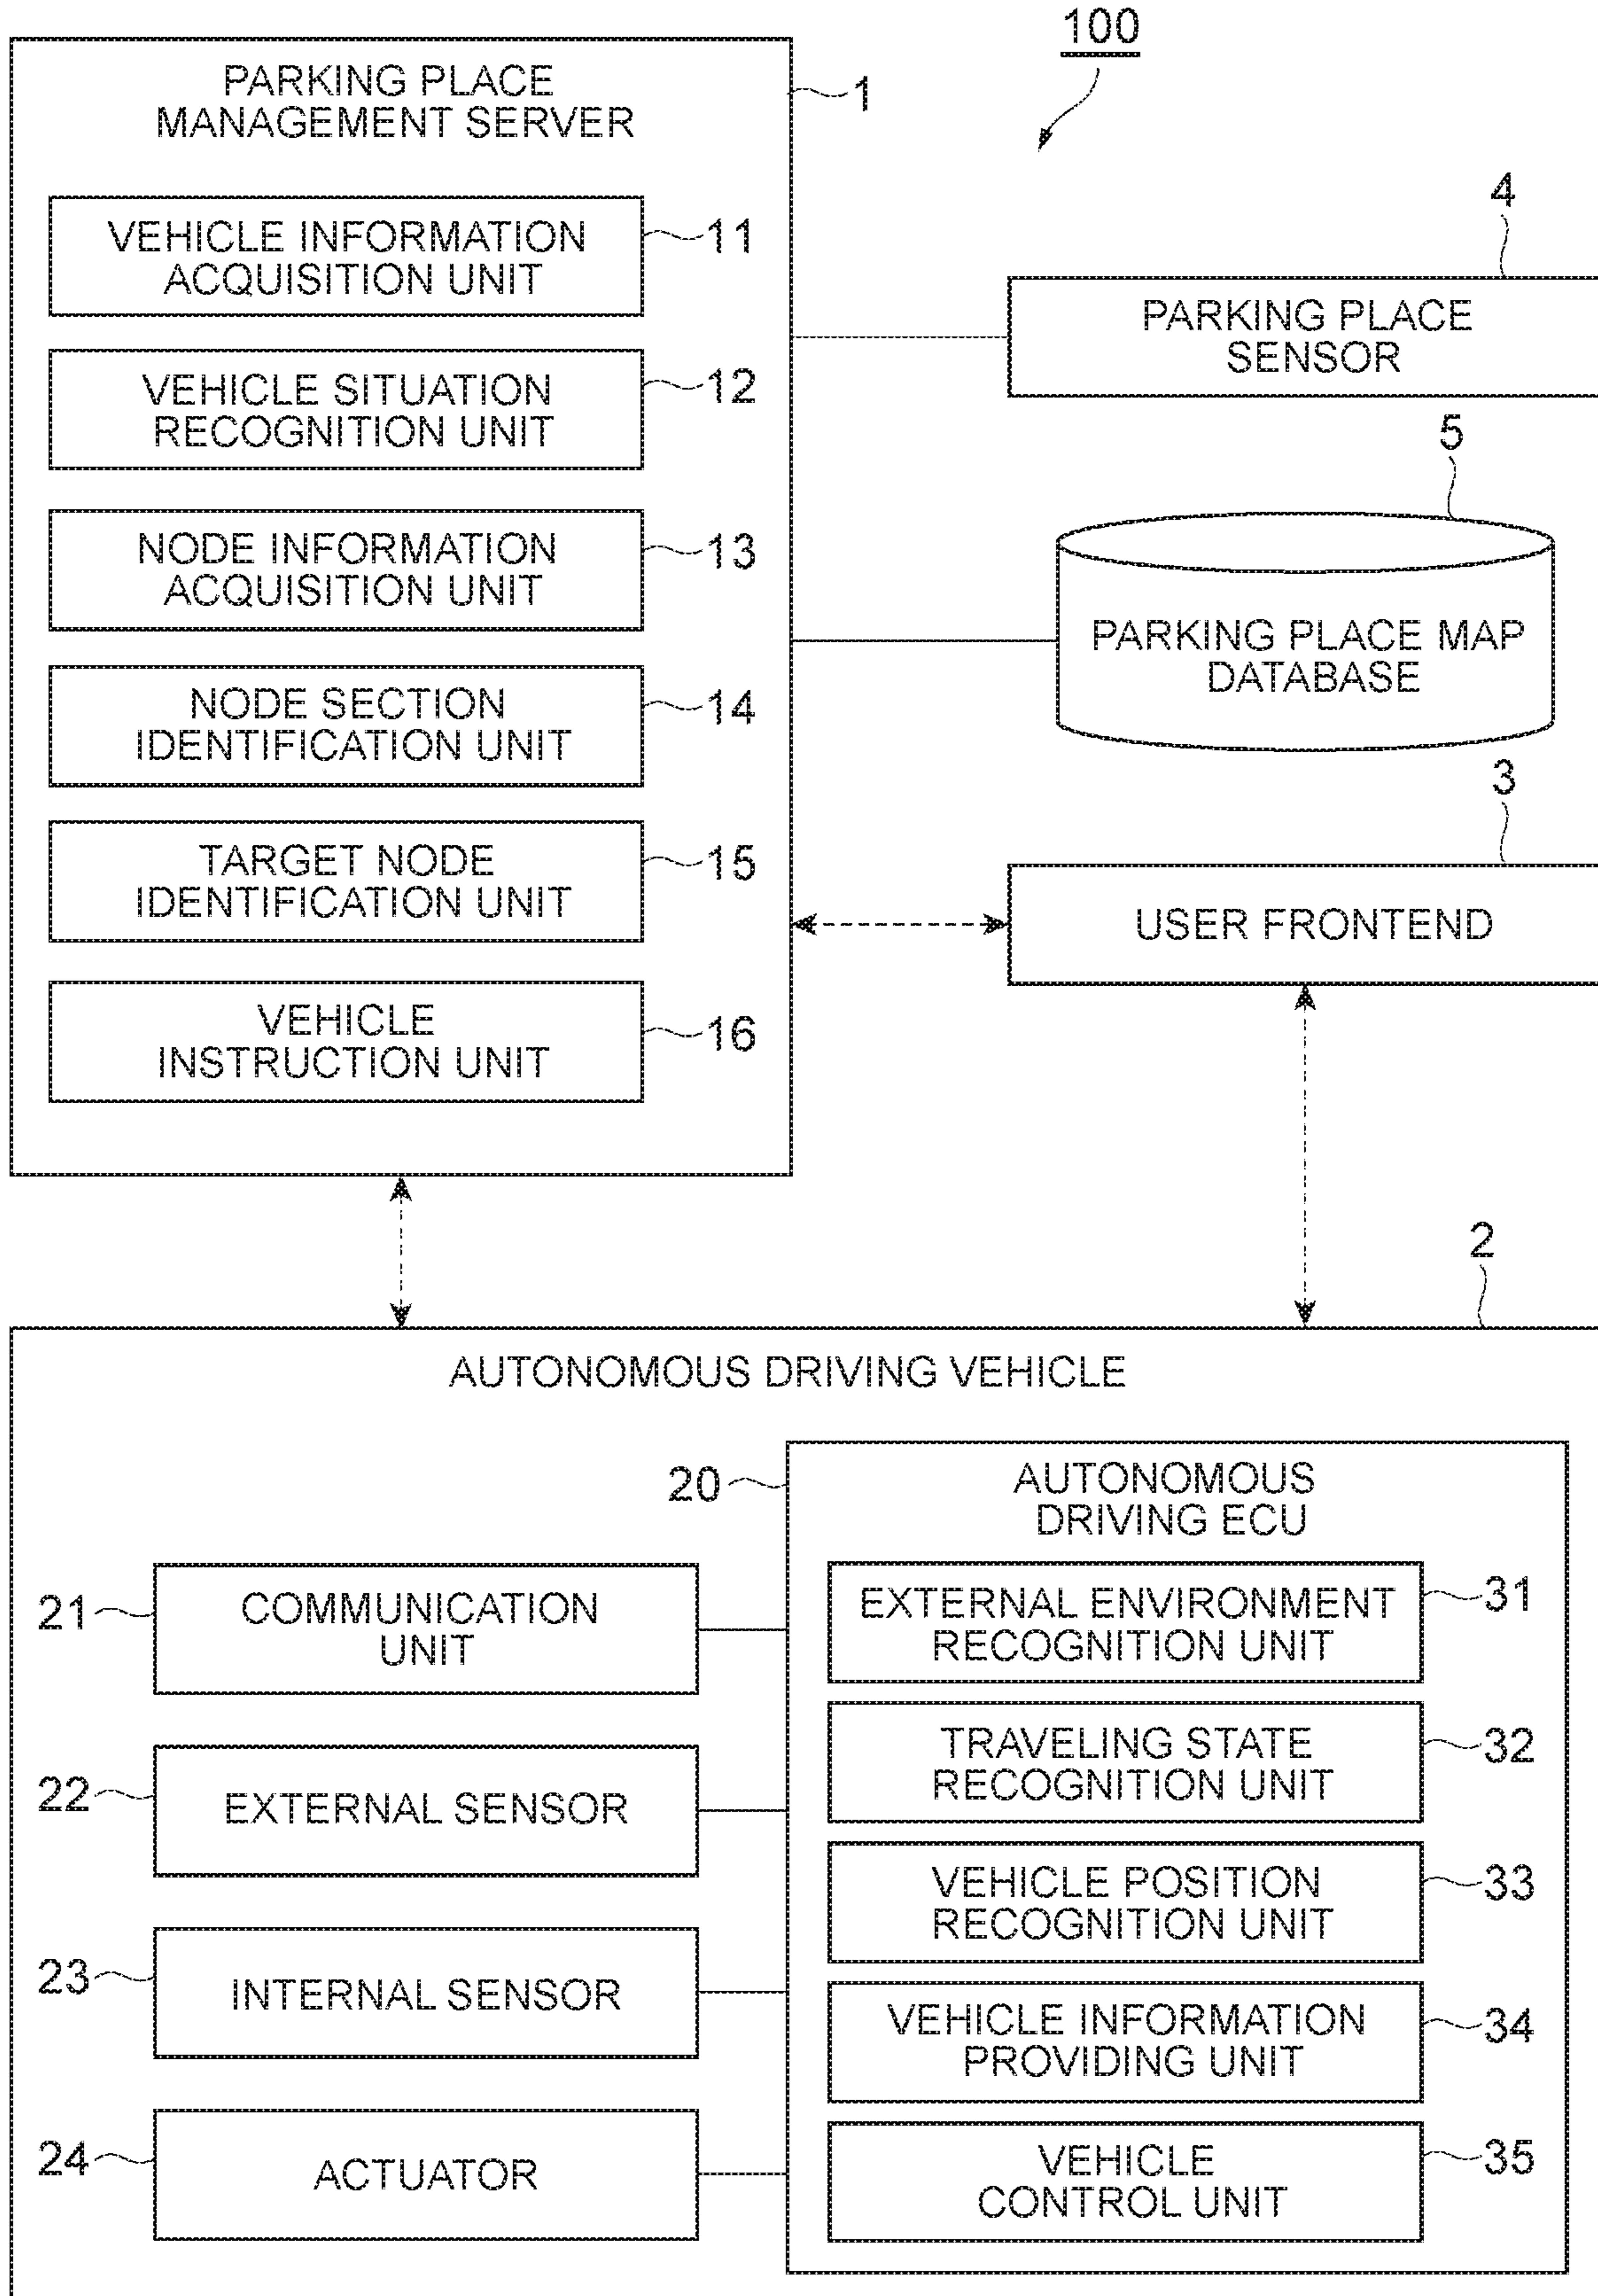 100
PARKING PLACE
MANAGEMENT SERVER
1
VEHICLE INFORMATION
ACQUISITION UNIT
11
VEHICLE SITUATION
RECOGNITION UNIT
12
NODE INFORMATION
ACQUISITION UNIT
13
NODE SECTION
IDENTIFICATION UNIT
14
TARGET NODE
IDENTIFICATION UNIT
15
VEHICLE
INSTRUCTION UNIT
16
4
PARKING PLACE
SENSOR
5
PARKING PLACE MAP
DATABASE
3
USER FRONTEND
2
AUTONOMOUS DRIVING VEHICLE
21
COMMUNICATION
UNIT
22
EXTERNAL SENSOR
23
INTERNAL SENSOR
24
ACTUATOR
20
AUTONOMOUS
DRIVING ECU
EXTERNAL ENVIRONMENT
RECOGNITION UNIT
31
TRAVELING STATE
RECOGNITION UNIT
32
VEHICLE POSITION
RECOGNITION UNIT
33
VEHICLE INFORMATION
PROVIDING UNIT
34
VEHICLE
CONTROL UNIT
35